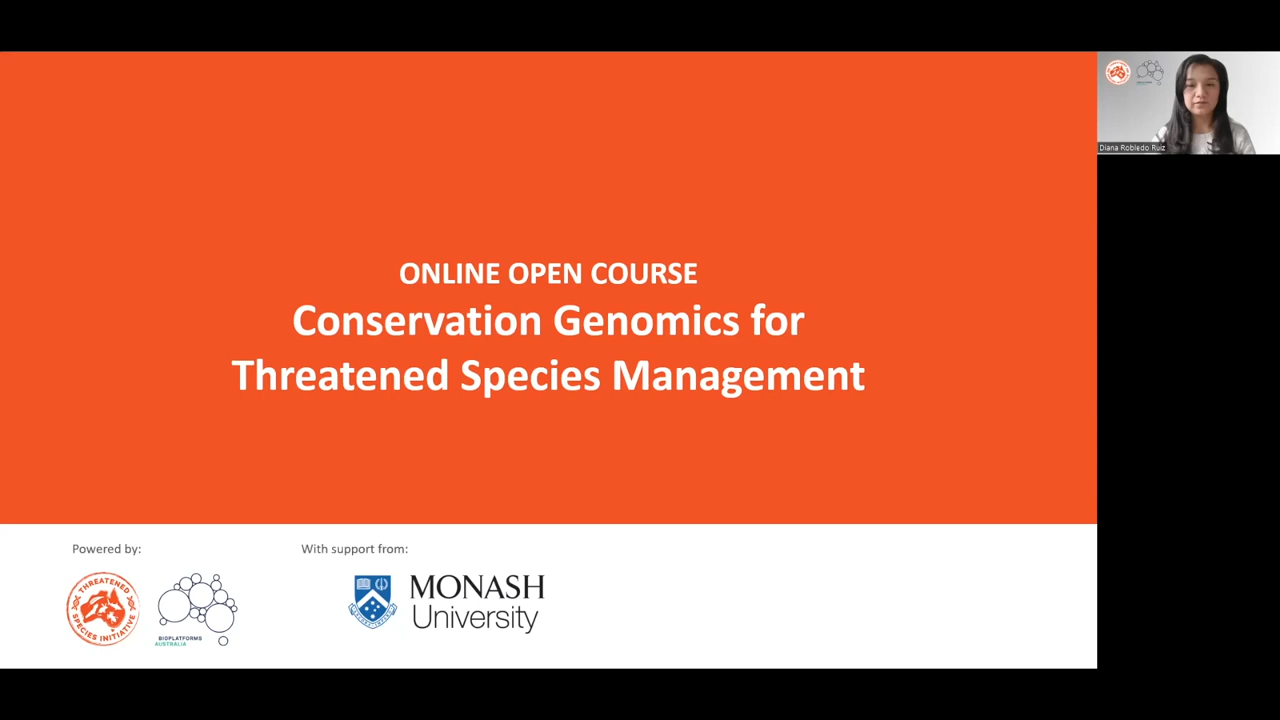 ONLINE OPEN COURSE
Conservation Genomics for
Threatened Species Management
Diana Robledo Ruiz
Powered by:
With support from:
THREATENED
SPECIES INITIATIVE
BIOPLATFORMS
AUSTRALIA
MONASH
University